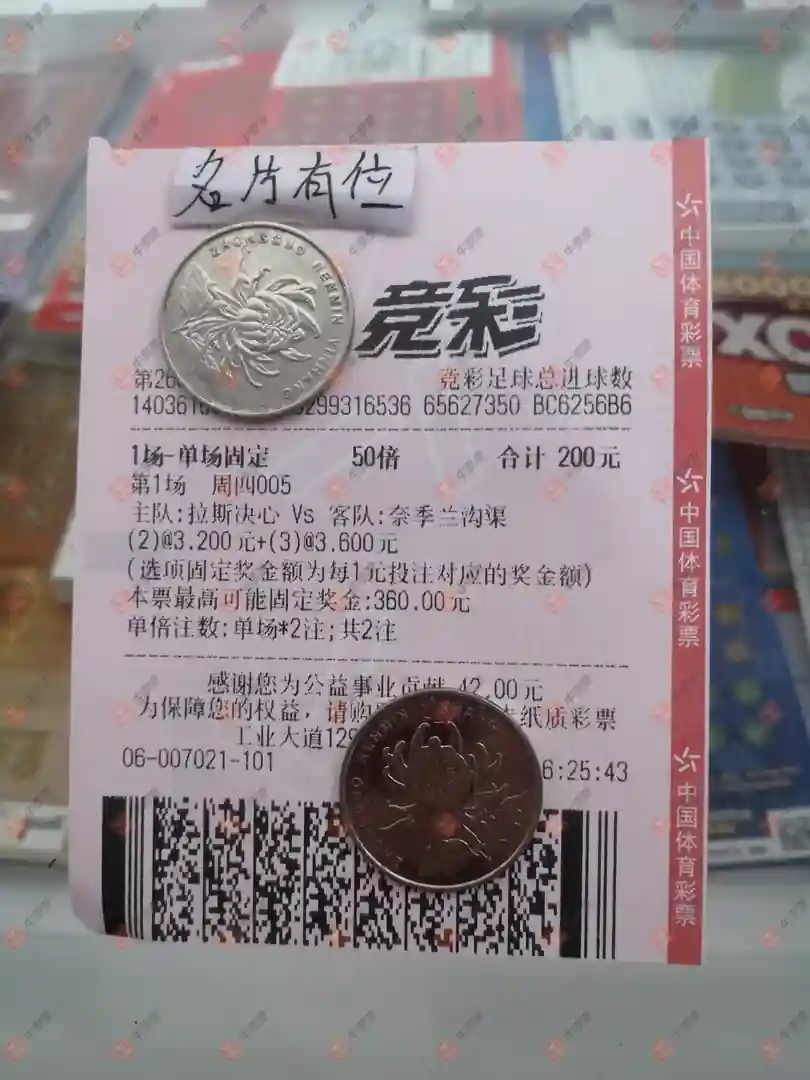 名片有位
竞彩
第26 竞彩足球总进球数
1403616 299316536 65627350 BC6256B6
1场-单场固定 50倍 合计 200元
第1场 周四005
主队:拉斯决心 Vs 客队:奈季兰沟渠
(2)@3.200元+(3)@3.600元
(选项固定奖金额为每1元投注对应的奖金额)
本票最高可能固定奖金:360.00元
单倍注数:单场*2注;共2注
感谢您为公益事业贡献 42.00元
为保障您的权益，请购 纸质彩票
工业大道129
06-007021-101 6:25:43
中国体育彩票
中国体育彩票
中国体育彩票